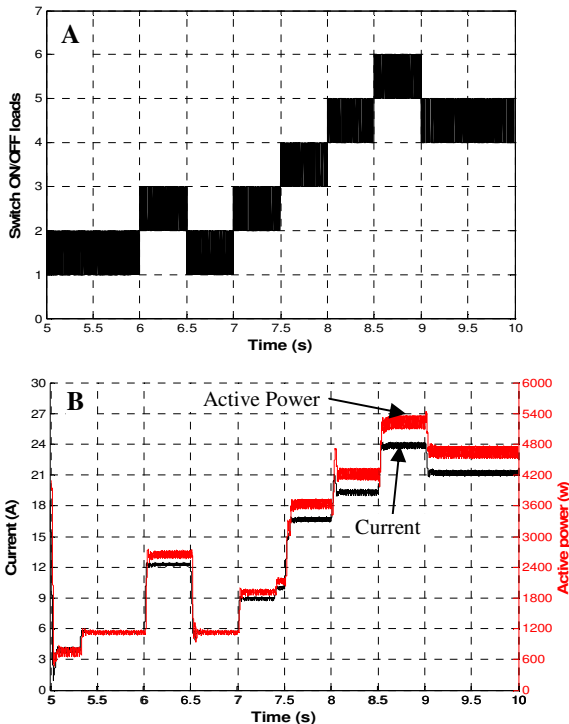 A
Switch ON/OFF loads
7
6
5
4
3
2
1
0
5 5.5 6 6.5 7 7.5 8 8.5 9 9.5 10
Time (s)
B
Active Power
Current
Current (A)
30
27
24
21
18
15
12
9
6
3
0
Active power (w)
6000
5400
4800
4200
3600
3000
2400
1800
1200
600
0
5 5.5 6 6.5 7 7.5 8 8.5 9 9.5 10
Time (s)